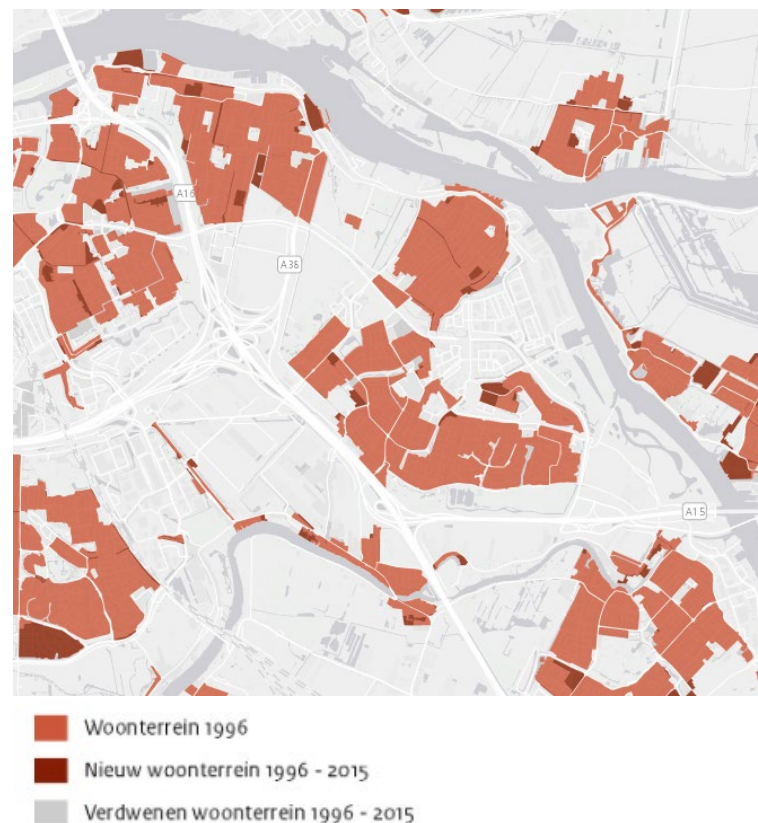 A16
A38
A15
Woonterrein 1996
Nieuw woonterrein 1996 - 2015
Verdwenen woonterrein 1996 - 2015